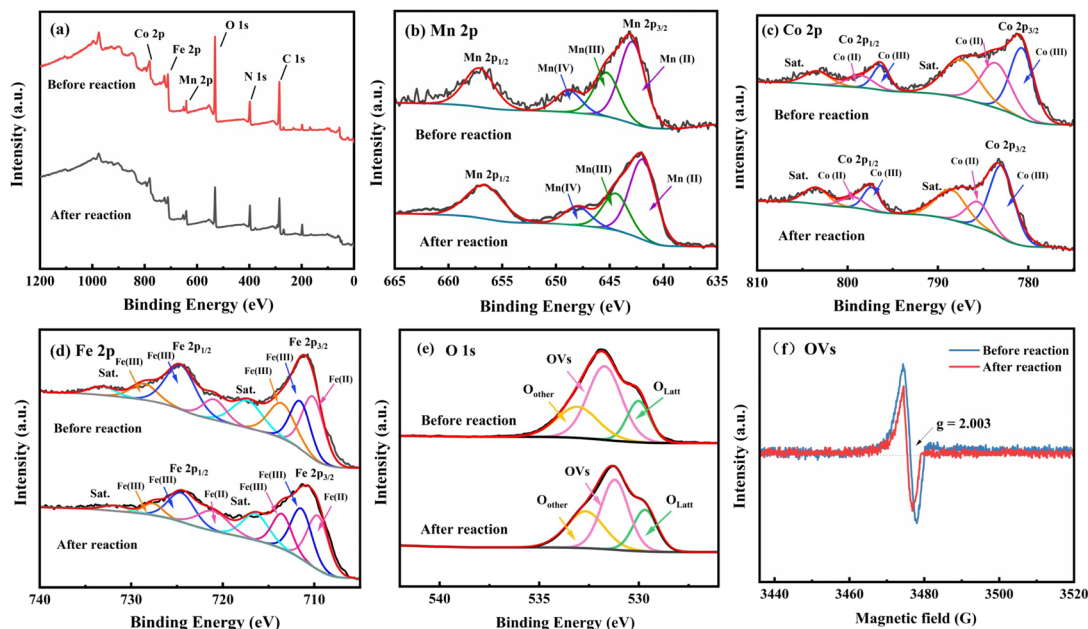 (a)
Co 2p
Fe 2p
Mn 2p
O 1s
N 1s
C 1s
Before reaction
After reaction
Intensity (a.u.)
1200 1000 800 600 400 200 0
Binding Energy (eV)
(b) Mn 2p
Mn 2p3/2
Mn 2p1/2
Mn(IV)
Mn(III)
Mn (II)
Before reaction
Mn 2p1/2
Mn(IV)
Mn(III)
Mn (II)
After reaction
Intensity (a.u.)
665 660 655 650 645 640 635
Binding Energy (eV)
(c) Co 2p
Co 2p3/2
Co 2p1/2
Sat.
Co (II)
Co (III)
Sat.
Co (II)
Co (III)
Before reaction
Co 2p3/2
Co 2p1/2
Sat.
Co (II)
Co (III)
Sat.
Co (II)
Co (III)
After reaction
Intensity (a.u.)
810 800 790 780
Binding Energy (eV)
(d) Fe 2p
Fe 2p1/2
Fe 2p3/2
Sat.
Fe(III)
Fe(III)
Sat.
Fe(III)
Fe(III)
Fe(II)
Before reaction
Fe 2p1/2
Fe 2p3/2
Sat.
Fe(III)
Fe(III)
Fe(II)
Sat.
Fe(III)
Fe(III)
Fe(II)
After reaction
Intensity (a.u.)
740 730 720 710
Binding Energy (eV)
(e) O 1s
OVs
Oother
OLatt
Before reaction
OVs
Oother
OLatt
After reaction
Intensity (a.u.)
540 535 530
Binding Energy (eV)
（f）OVs
Before reaction
After reaction
g = 2.003
Intensity (a.u.)
3440 3460 3480 3500 3520
Magnetic field (G)